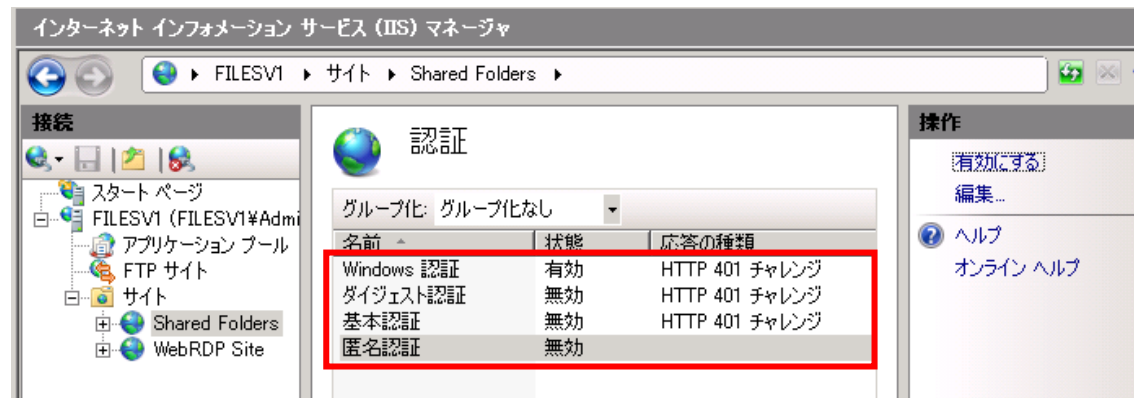 インターネット インフォメーション サービス (IIS) マネージャ
FILESV1 ▸ サイト ▸ Shared Folders ▸
接続
スタート ページ
FILESV1 (FILESV1¥Admi
アプリケーション プール
FTP サイト
サイト
Shared Folders
WebRDP Site
認証
グループ化: グループ化なし
名前 状態 応答の種類
Windows 認証 有効 HTTP 401 チャレンジ
ダイジェスト認証 無効 HTTP 401 チャレンジ
基本認証 無効 HTTP 401 チャレンジ
匿名認証 無効
操作
有効にする
編集...
ヘルプ
オンライン ヘルプ